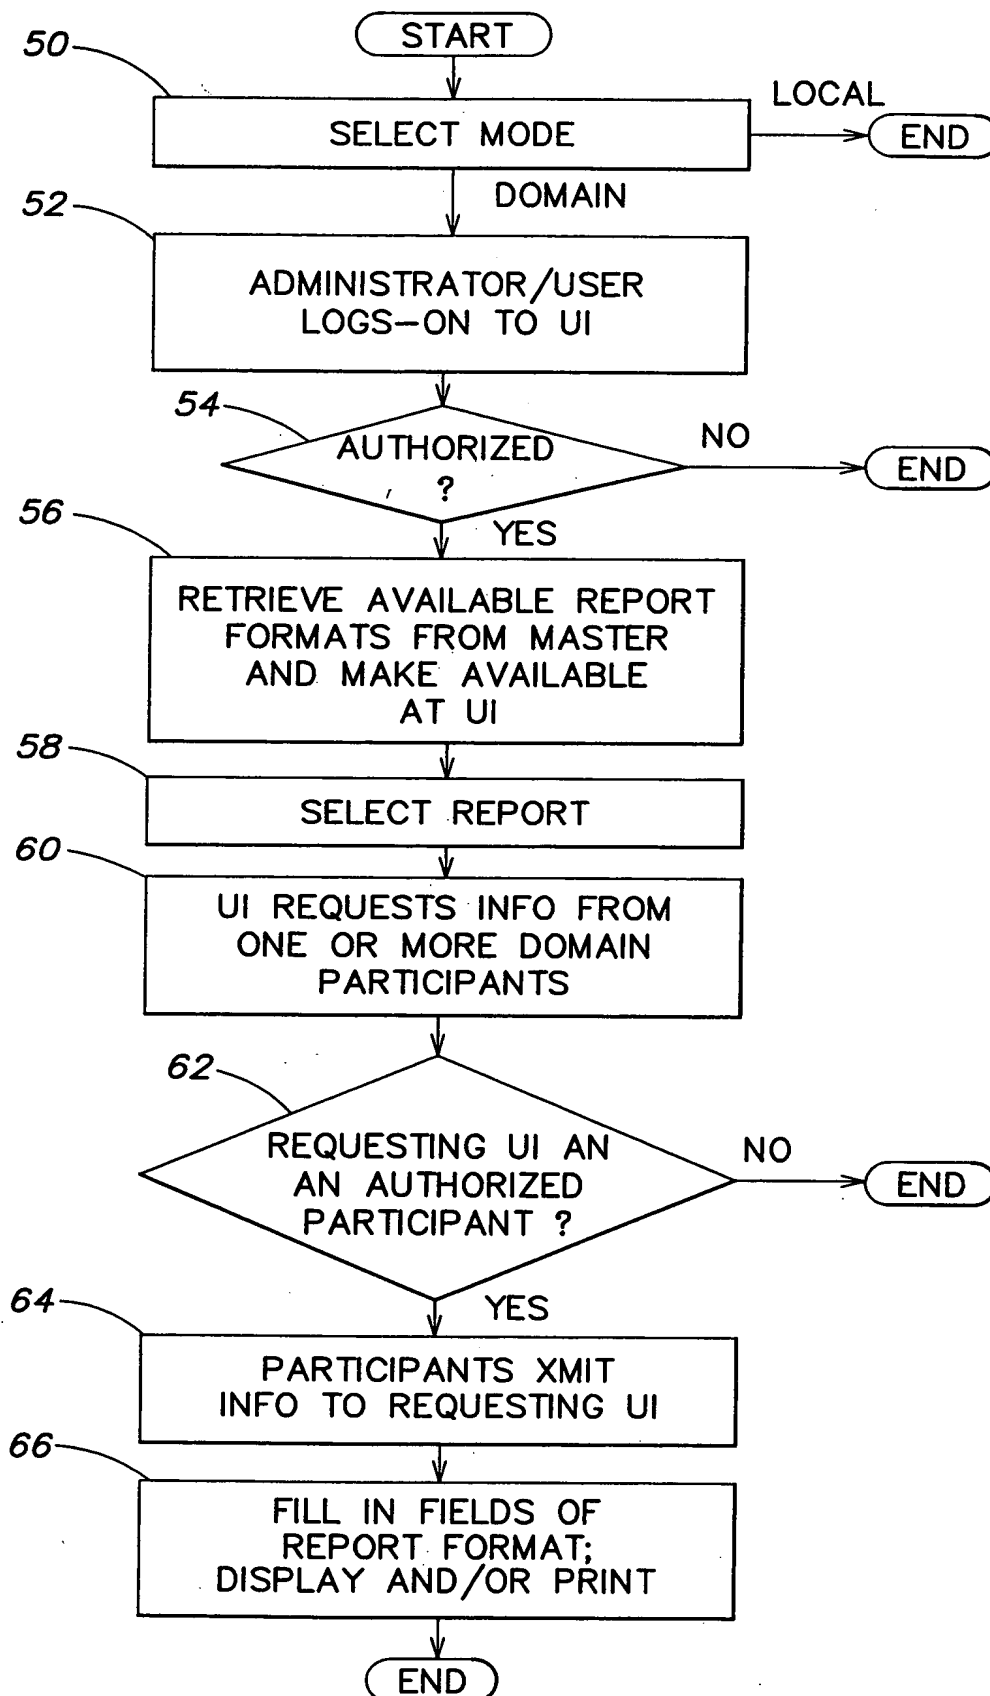 START
50
LOCAL
SELECT MODE
END
DOMAIN
52
ADMINISTRATOR/USER
LOGS-ON TO UI
54
AUTHORIZED
?
NO
END
YES
56
RETRIEVE AVAILABLE REPORT
FORMATS FROM MASTER
AND MAKE AVAILABLE
AT UI
58
SELECT REPORT
60
UI REQUESTS INFO FROM
ONE OR MORE DOMAIN
PARTICIPANTS
62
REQUESTING UI AN
AN AUTHORIZED
PARTICIPANT ?
NO
END
YES
64
PARTICIPANTS XMIT
INFO TO REQUESTING UI
66
FILL IN FIELDS OF
REPORT FORMAT;
DISPLAY AND/OR PRINT
END